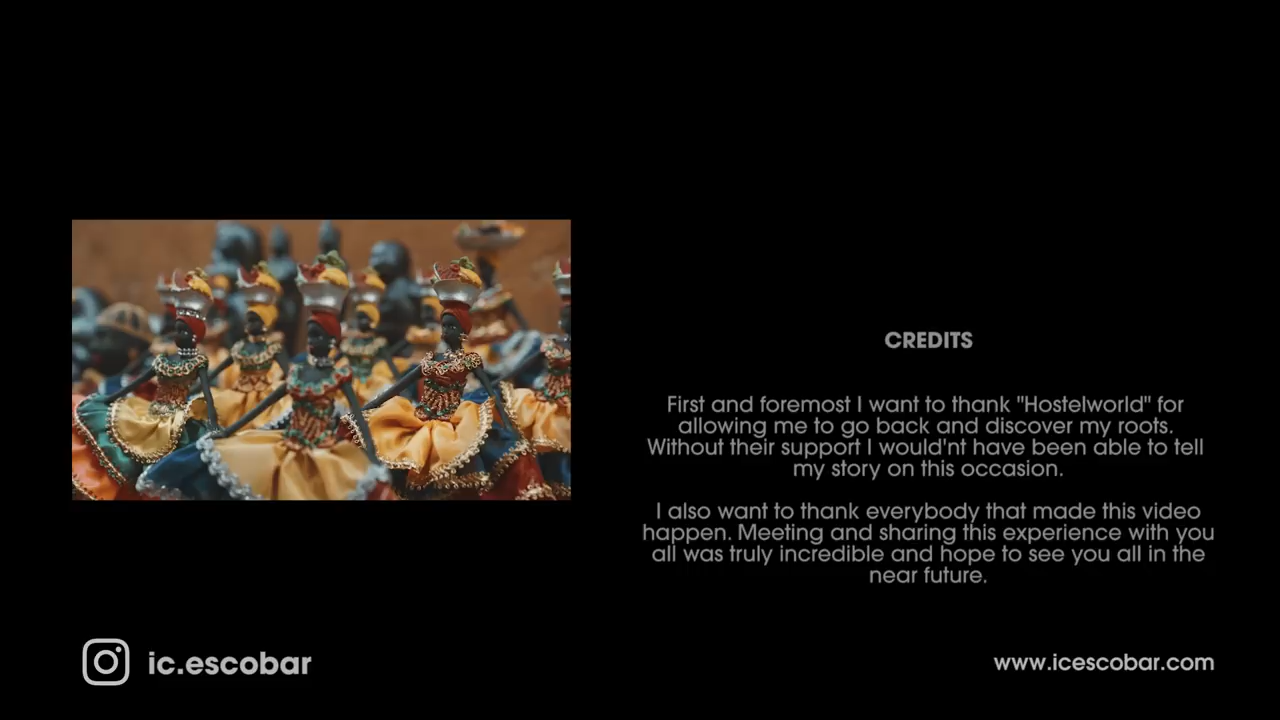 CREDITS
First and foremost I want to thank "Hostelworld" for
allowing me to go back and discover my roots.
Without their support I would'nt have been able to tell
my story on this occasion.
I also want to thank everybody that made this video
happen. Meeting and sharing this experience with you
all was truly incredible and hope to see you all in the
near future.
ic.escobar
www.icescobar.com